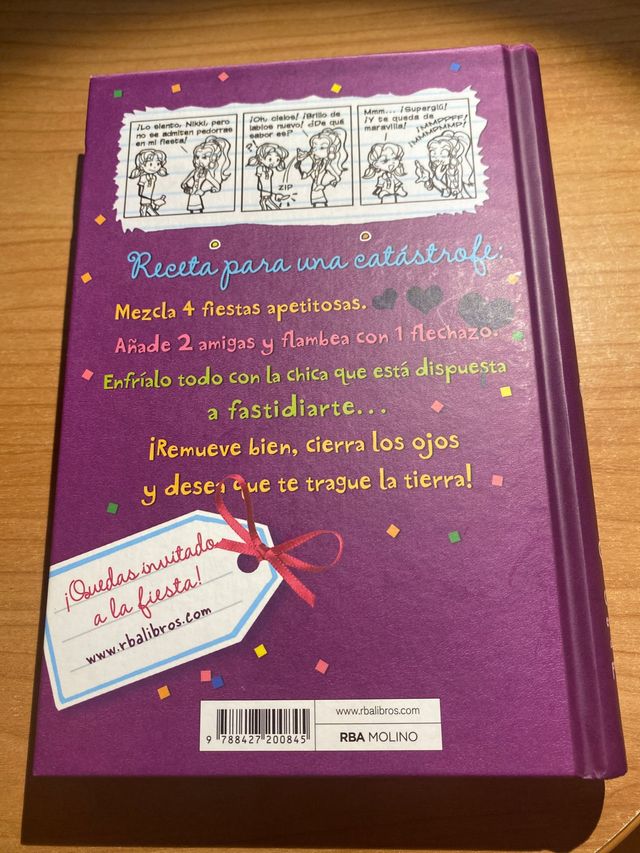 ¡Lo siento, Nikki, pero
no se admiten pedorras
en mi fiesta!
¡Oh, cielos! ¡Brillo de
labios nuevo! ¿De qué
sabor es?
?
?
ZIP
Mmm... ¡Superglú!
¡Y te queda de
maravilla!
¡MMDPFF!
¡MMMDMMPD!
Receta para una catástrofe:
Mezcla 4 fiestas apetitosas.
Añade 2 amigas y flambea con 1 flechazo.
Enfríalo todo con la chica que está dispuesta
a fastidiarte...
¡Remueve bien, cierra los ojos
y desea que te trague la tierra!
¡Quedas invitado
a la fiesta!
www.rbalibros.com
www.rbalibros.com
RBA MOLINO
9 788427 200845